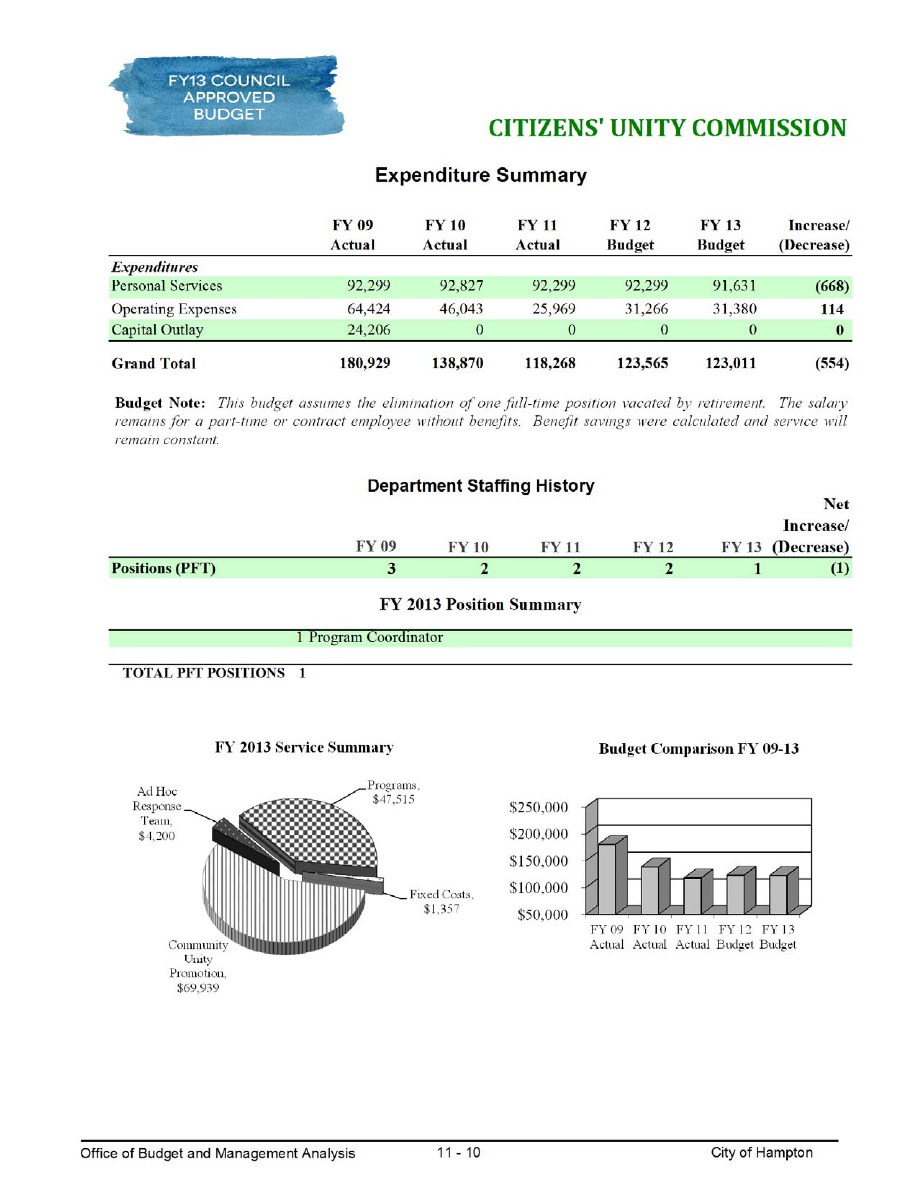 FY13 COUNCIL
APPROVED
BUDGET
CITIZENS' UNITY COMMISSION
Expenditure Summary
FY 09 FY 10 FY 11 FY 12 FY 13 Increase/
Actual Actual Actual Budget Budget (Decrease)
Expenditures
Personal Services 92,299 92,827 92,299 92,299 91,631 (668)
Operating Expenses 64,424 46,043 25,969 31,266 31,380 114
Capital Outlay 24,206 0 0 0 0 0
Grand Total 180,929 138,870 118,268 123,565 123,011 (554)
Budget Note: This budget assumes the elimination of one full-time position vacated by retirement. The salary
remains for a part-time or contract employee without benefits. Benefit savings were calculated and service will
remain constant.
Department Staffing History
Net
Increase/
FY 09 FY 10 FY 11 FY 12 FY 13 (Decrease)
Positions (PFT) 3 2 2 2 1 (1)
FY 2013 Position Summary
1 Program Coordinator
TOTAL PFT POSITIONS 1
FY 2013 Service Summary
Ad Hoc
Response
Team,
$4,200
Programs,
$47,515
Fixed Costs,
$1,357
Community
Unity
Promotion,
$69,939
Budget Comparison FY 09-13
$250,000
$200,000
$150,000
$100,000
$50,000
FY 09 FY 10 FY 11 FY 12 FY 13
Actual Actual Actual Budget Budget
Office of Budget and Management Analysis 11 - 10 City of Hampton